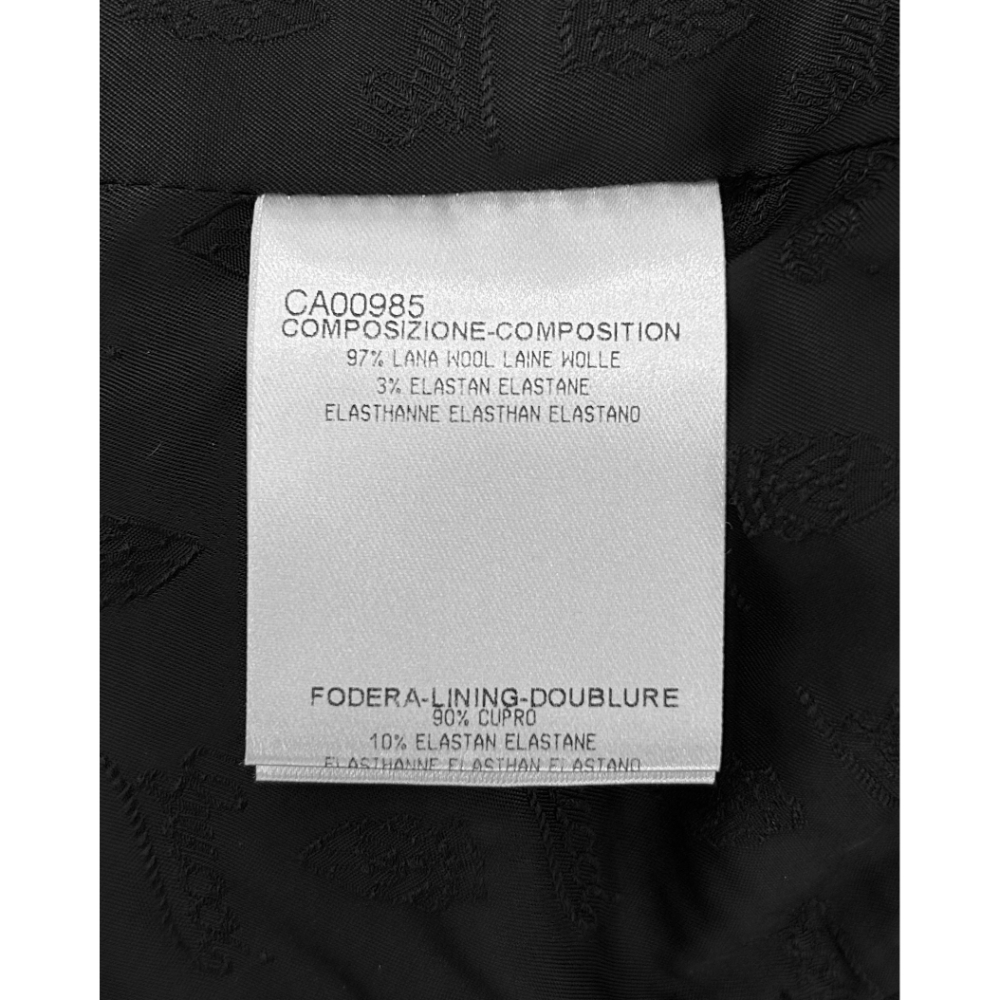 CA00985
COMPOSIZIONE-COMPOSITION
97% LANA WOOL LAINE WOLLE
3% ELASTAN ELASTANE
ELASTHANNE ELASTHAN ELASTANO
FODERA-LINING-DOUBLURE
90% CUPRO
10% ELASTAN ELASTANE
ELASTHANNE ELASTHAN ELASTANO